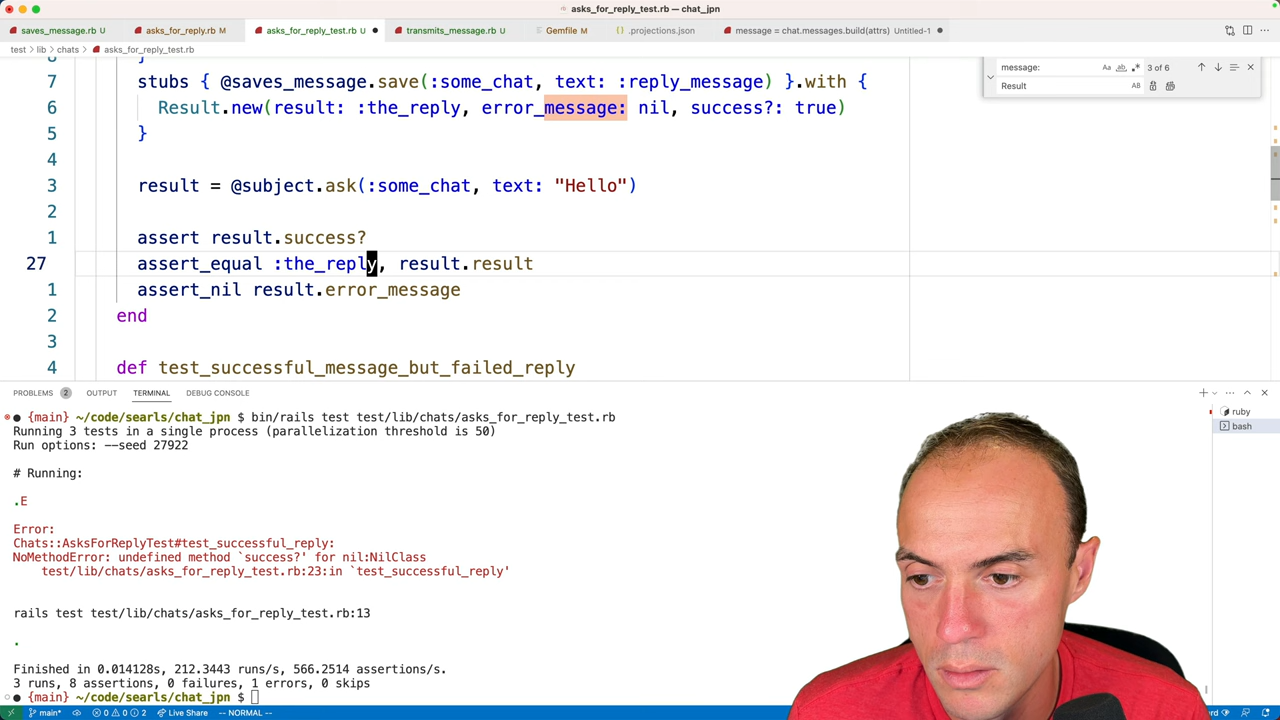 asks_for_reply_test.rb — chat_jpn
saves_message.rb U
asks_for_reply.rb M
asks_for_reply_test.rb U
transmits_message.rb U
Gemfile M
.projections.json
message = chat.messages.build(attrs) Untitled-1
test > lib > chats > asks_for_reply_test.rb
message:
Aa
ab
3 of 6
Result
AB
7 stubs { @saves_message.save(:some_chat, text: :reply_message) }.with {
6 Result.new(result: :the_reply, error_message: nil, success?: true)
5 }
4
3 result = @subject.ask(:some_chat, text: "Hello")
2
1 assert result.success?
27 assert_equal :the_reply, result.result
1 assert_nil result.error_message
2 end
3
4 def test_successful_message_but_failed_reply
PROBLEMS 2 OUTPUT TERMINAL DEBUG CONSOLE
ruby
bash
{main} ~/code/searls/chat_jpn $ bin/rails test test/lib/chats/asks_for_reply_test.rb
Running 3 tests in a single process (parallelization threshold is 50)
Run options: --seed 27922
# Running:
.E
Error:
Chats::AsksForReplyTest#test_successful_reply:
NoMethodError: undefined method `success?' for nil:NilClass
test/lib/chats/asks_for_reply_test.rb:23:in `test_successful_reply'
rails test test/lib/chats/asks_for_reply_test.rb:13
.
Finished in 0.014128s, 212.3443 runs/s, 566.2514 assertions/s.
3 runs, 8 assertions, 0 failures, 1 errors, 0 skips
{main} ~/code/searls/chat_jpn $
main* 0 0 2 Live Share -- NORMAL --